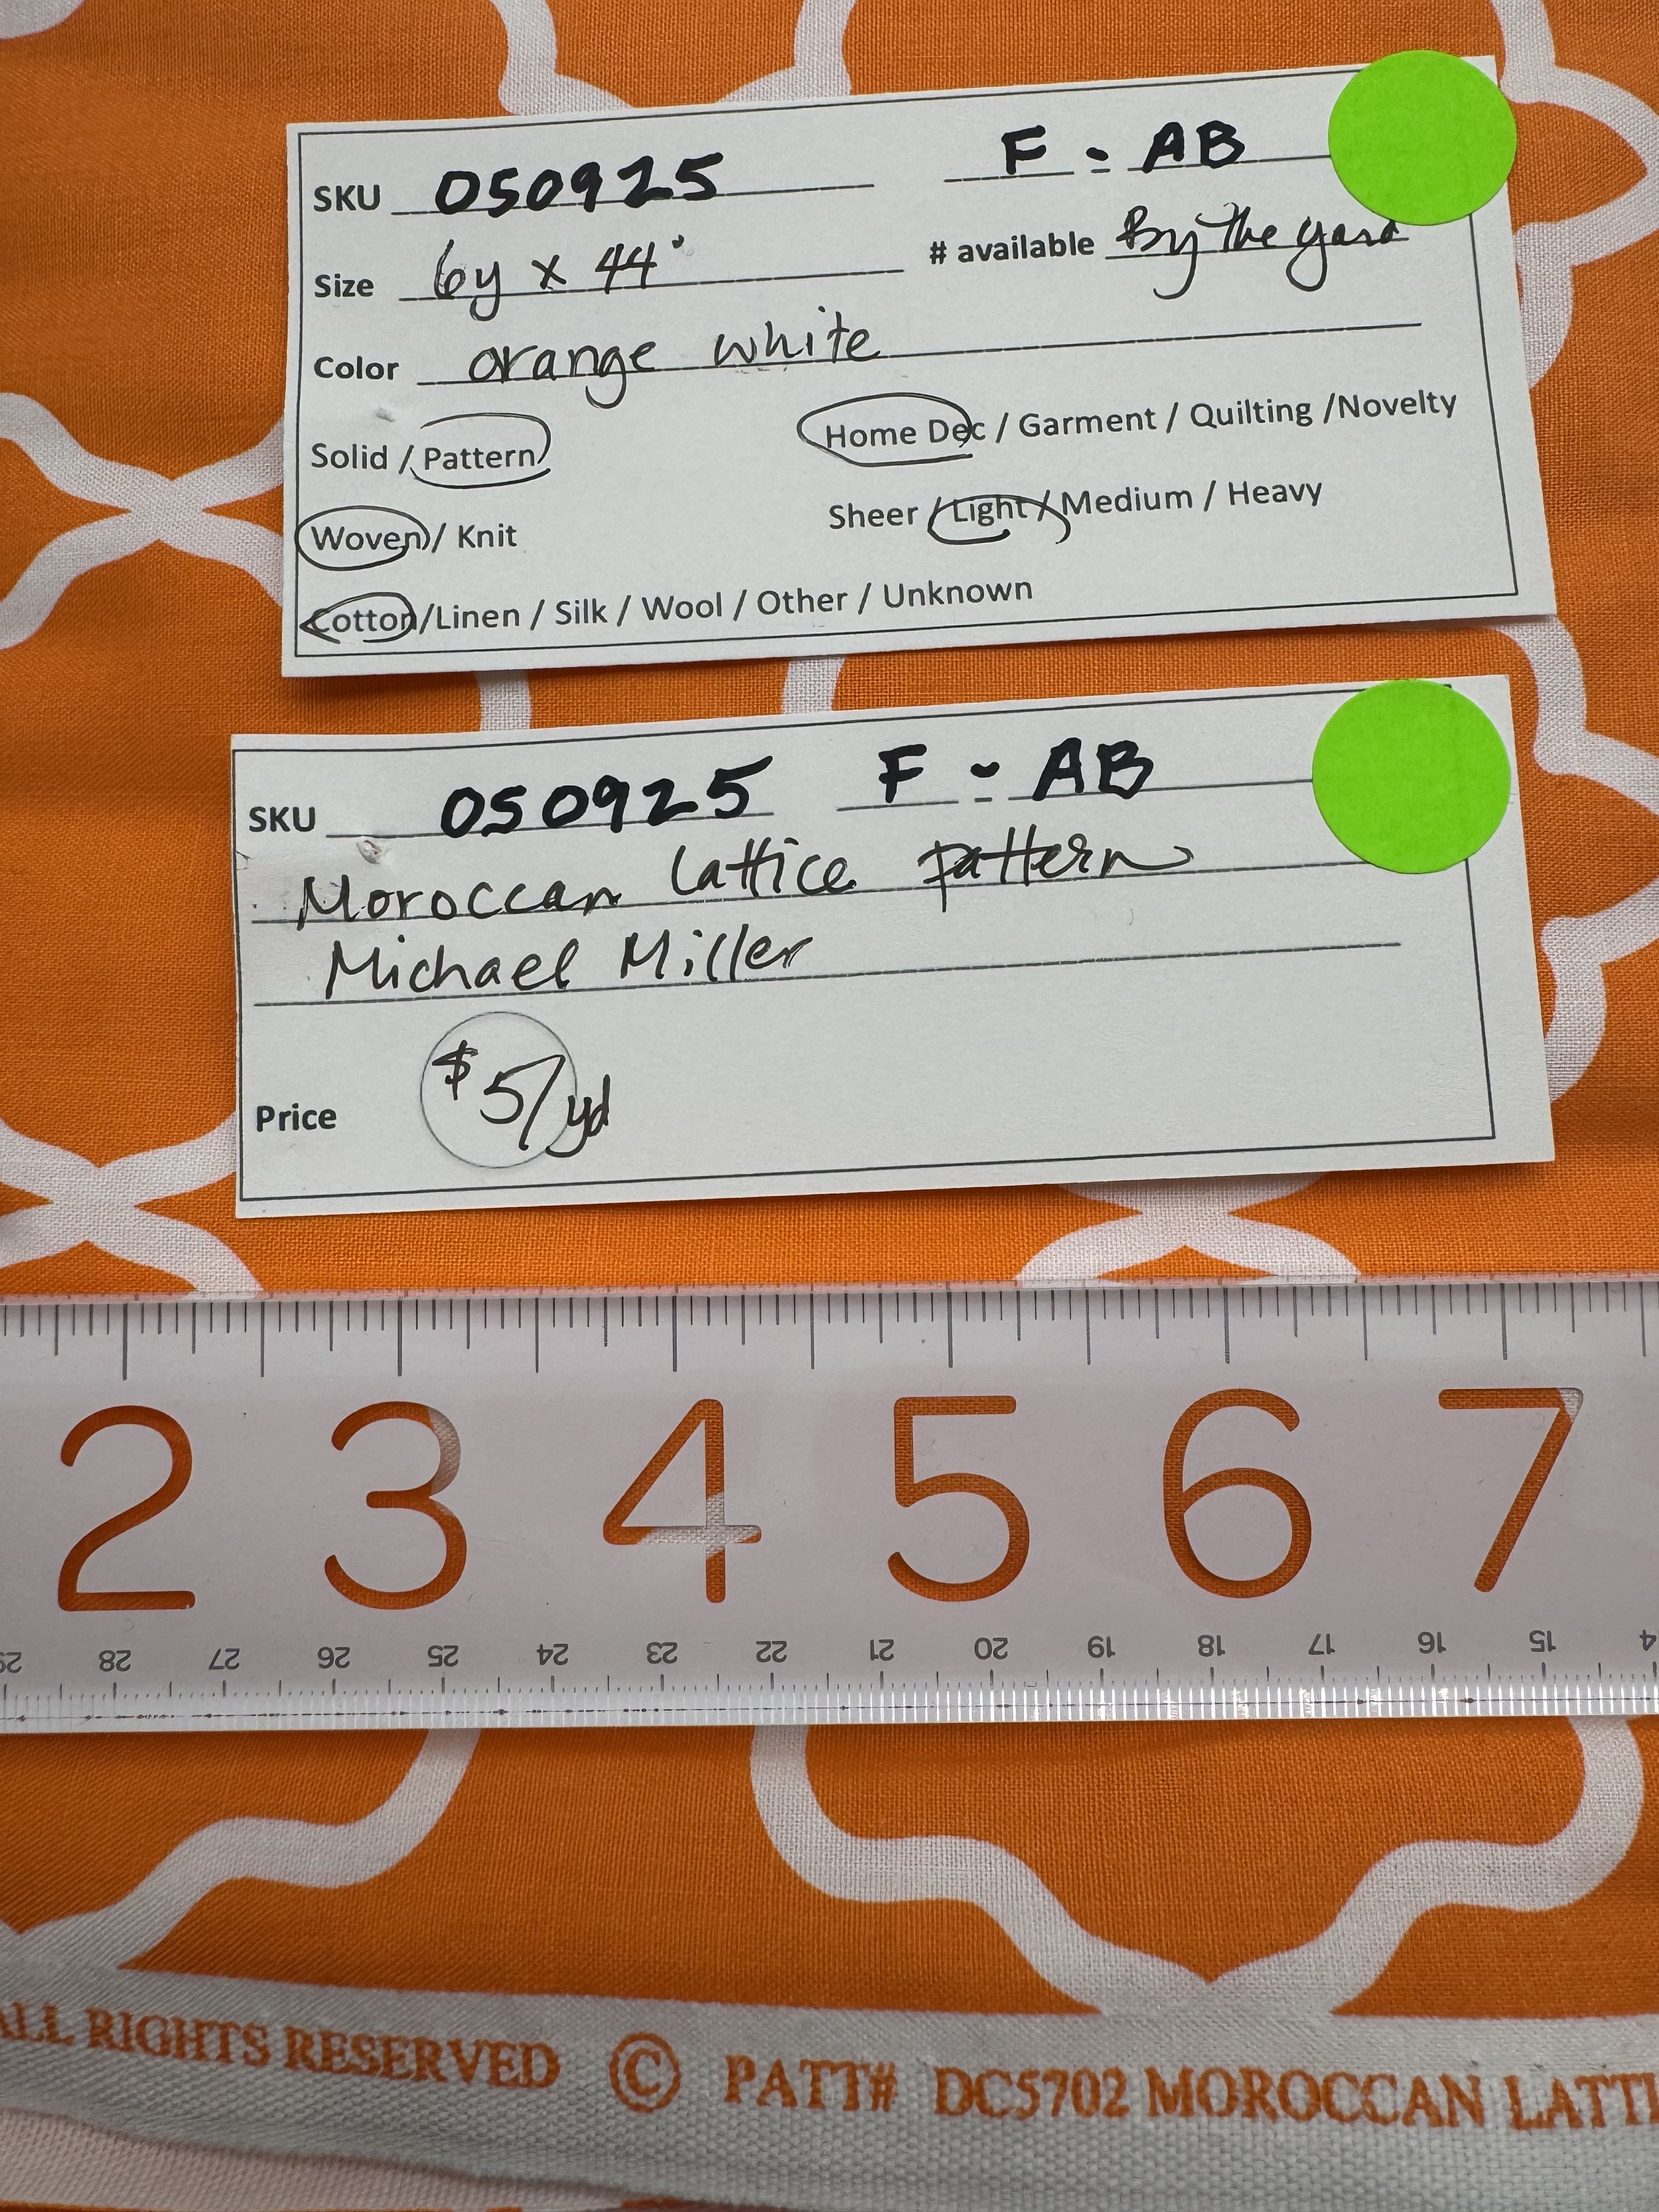 SKU 050925 F - AB
Size 6y x 44" # available By the yard
Color orange white
Solid / Pattern Home Dec / Garment / Quilting /Novelty
Woven / Knit Sheer / Light / Medium / Heavy
Cotton/Linen / Silk / Wool / Other / Unknown
SKU 050925 F - AB
Moroccan Lattice pattern
Michael Miller
Price $5/yd
2 3 4 5 6 7
29 28 27 26 25 24 23 22 21 20 19 18 17 16 15 4
ALL RIGHTS RESERVED © PATT# DC5702 MOROCCAN LATTI